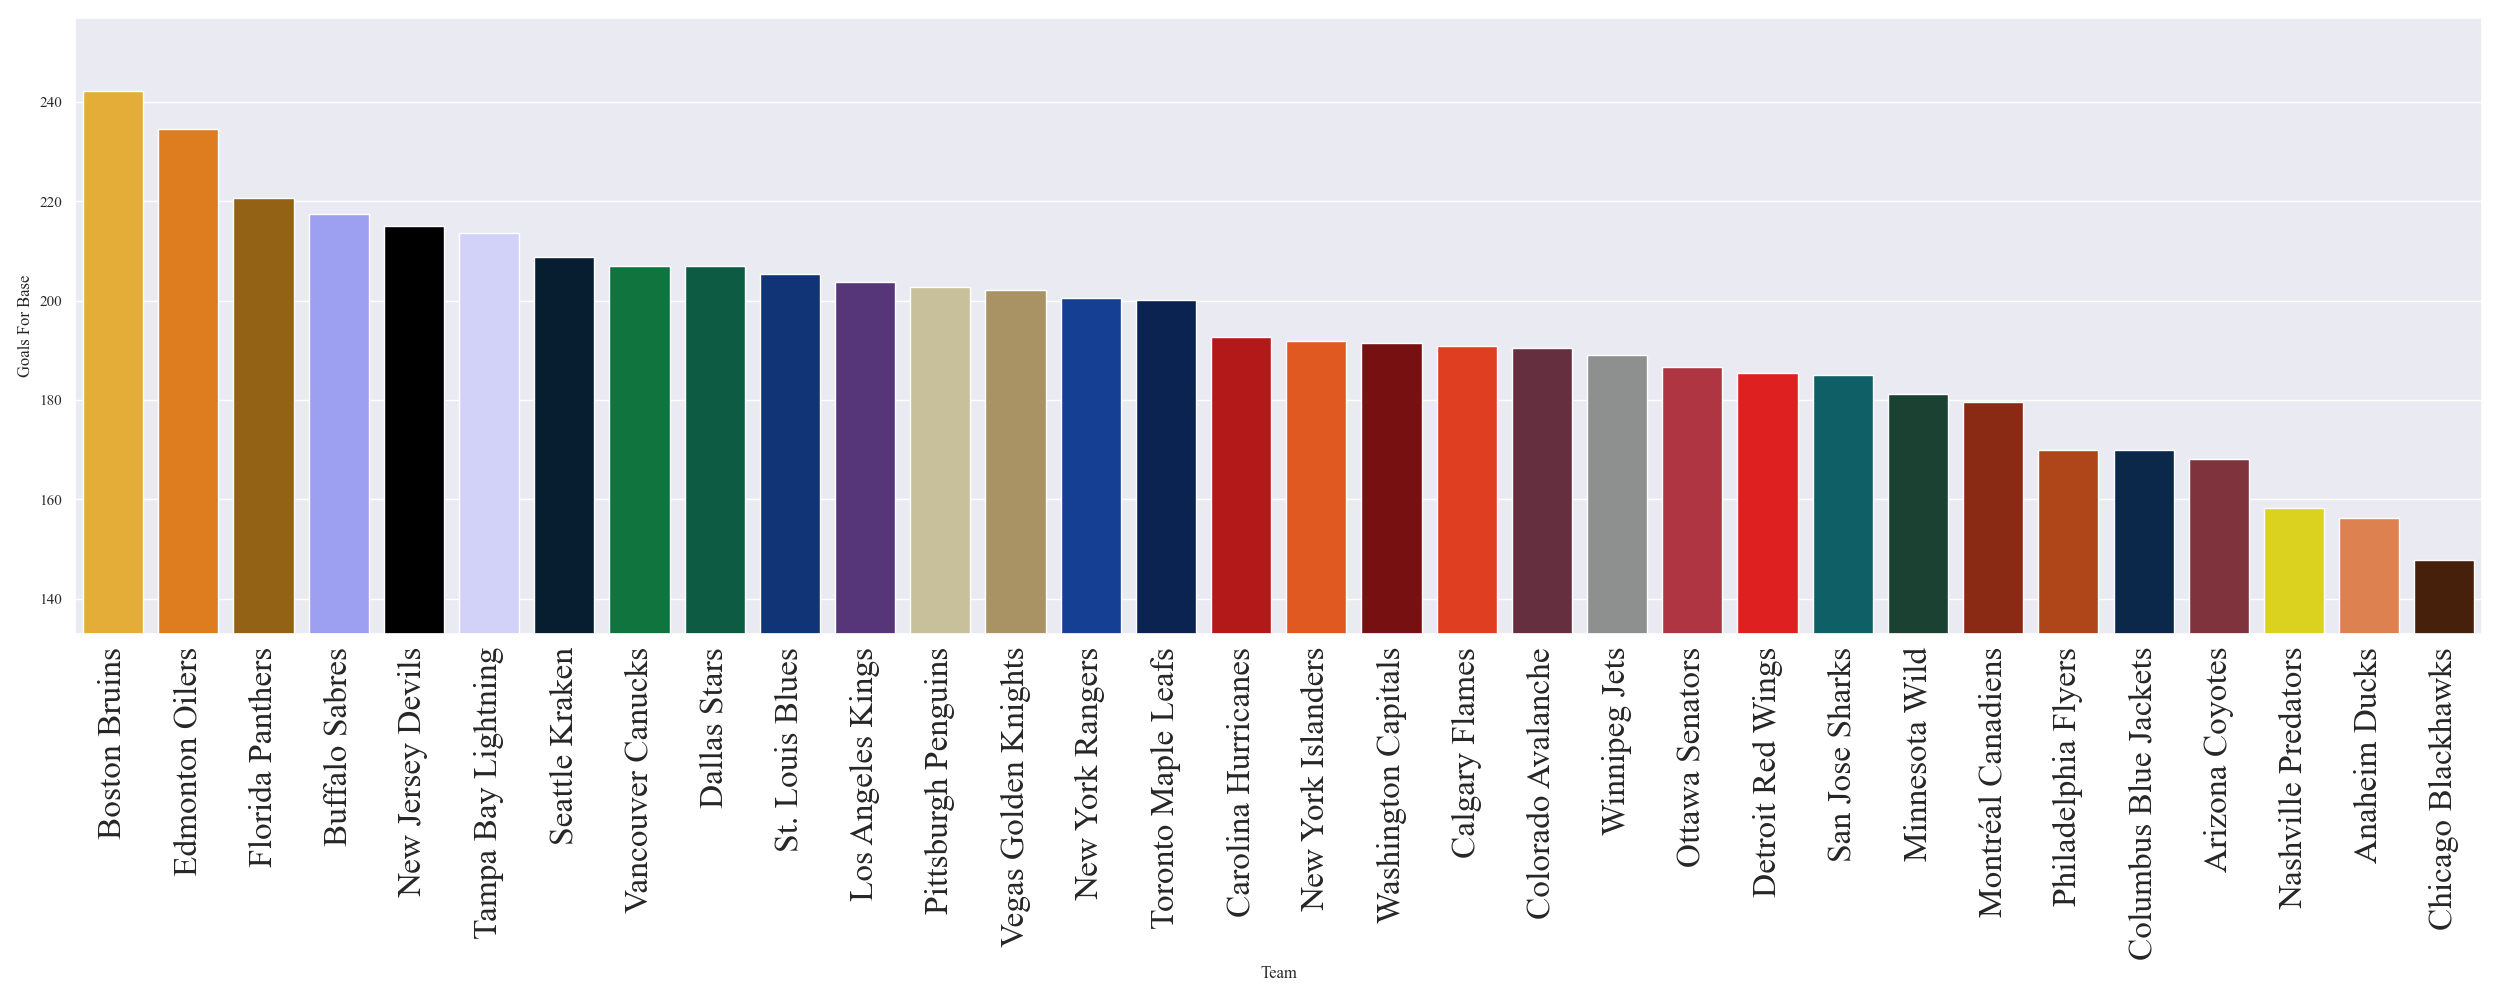 240
220
200
180
160
140
Goals For Base
Boston Bruins
Edmonton Oilers
Florida Panthers
Buffalo Sabres
New Jersey Devils
Tampa Bay Lightning
Seattle Kraken
Vancouver Canucks
Dallas Stars
St. Louis Blues
Los Angeles Kings
Pittsburgh Penguins
Vegas Golden Knights
New York Rangers
Toronto Maple Leafs
Carolina Hurricanes
New York Islanders
Washington Capitals
Calgary Flames
Colorado Avalanche
Winnipeg Jets
Ottawa Senators
Detroit Red Wings
San Jose Sharks
Minnesota Wild
Montréal Canadiens
Philadelphia Flyers
Columbus Blue Jackets
Arizona Coyotes
Nashville Predators
Anaheim Ducks
Chicago Blackhawks
Team